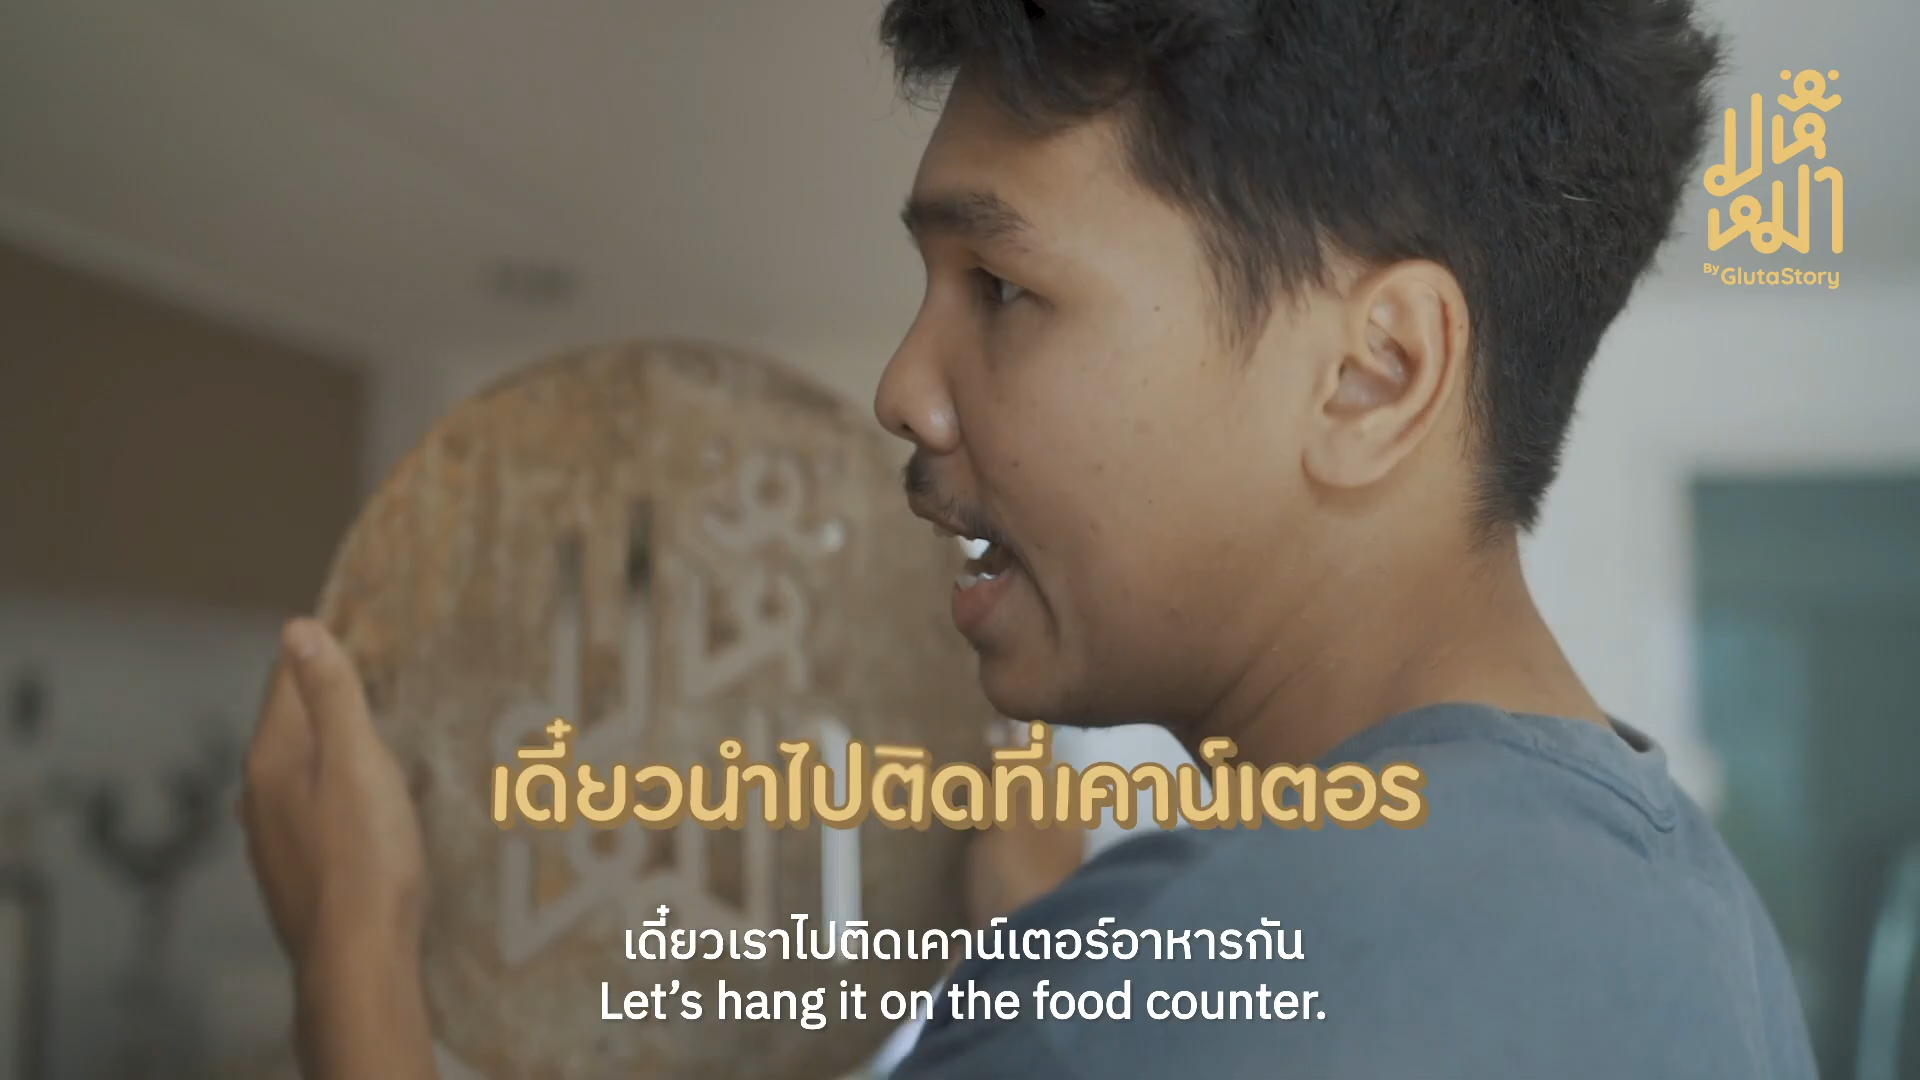 มะ
หมา
By GlutaStory
เดี๋ยวนำไปติดที่เคาน์เตอร
เดี๋ยวเราไปติดเคาน์เตอร์อาหารกัน
Let's hang it on the food counter.